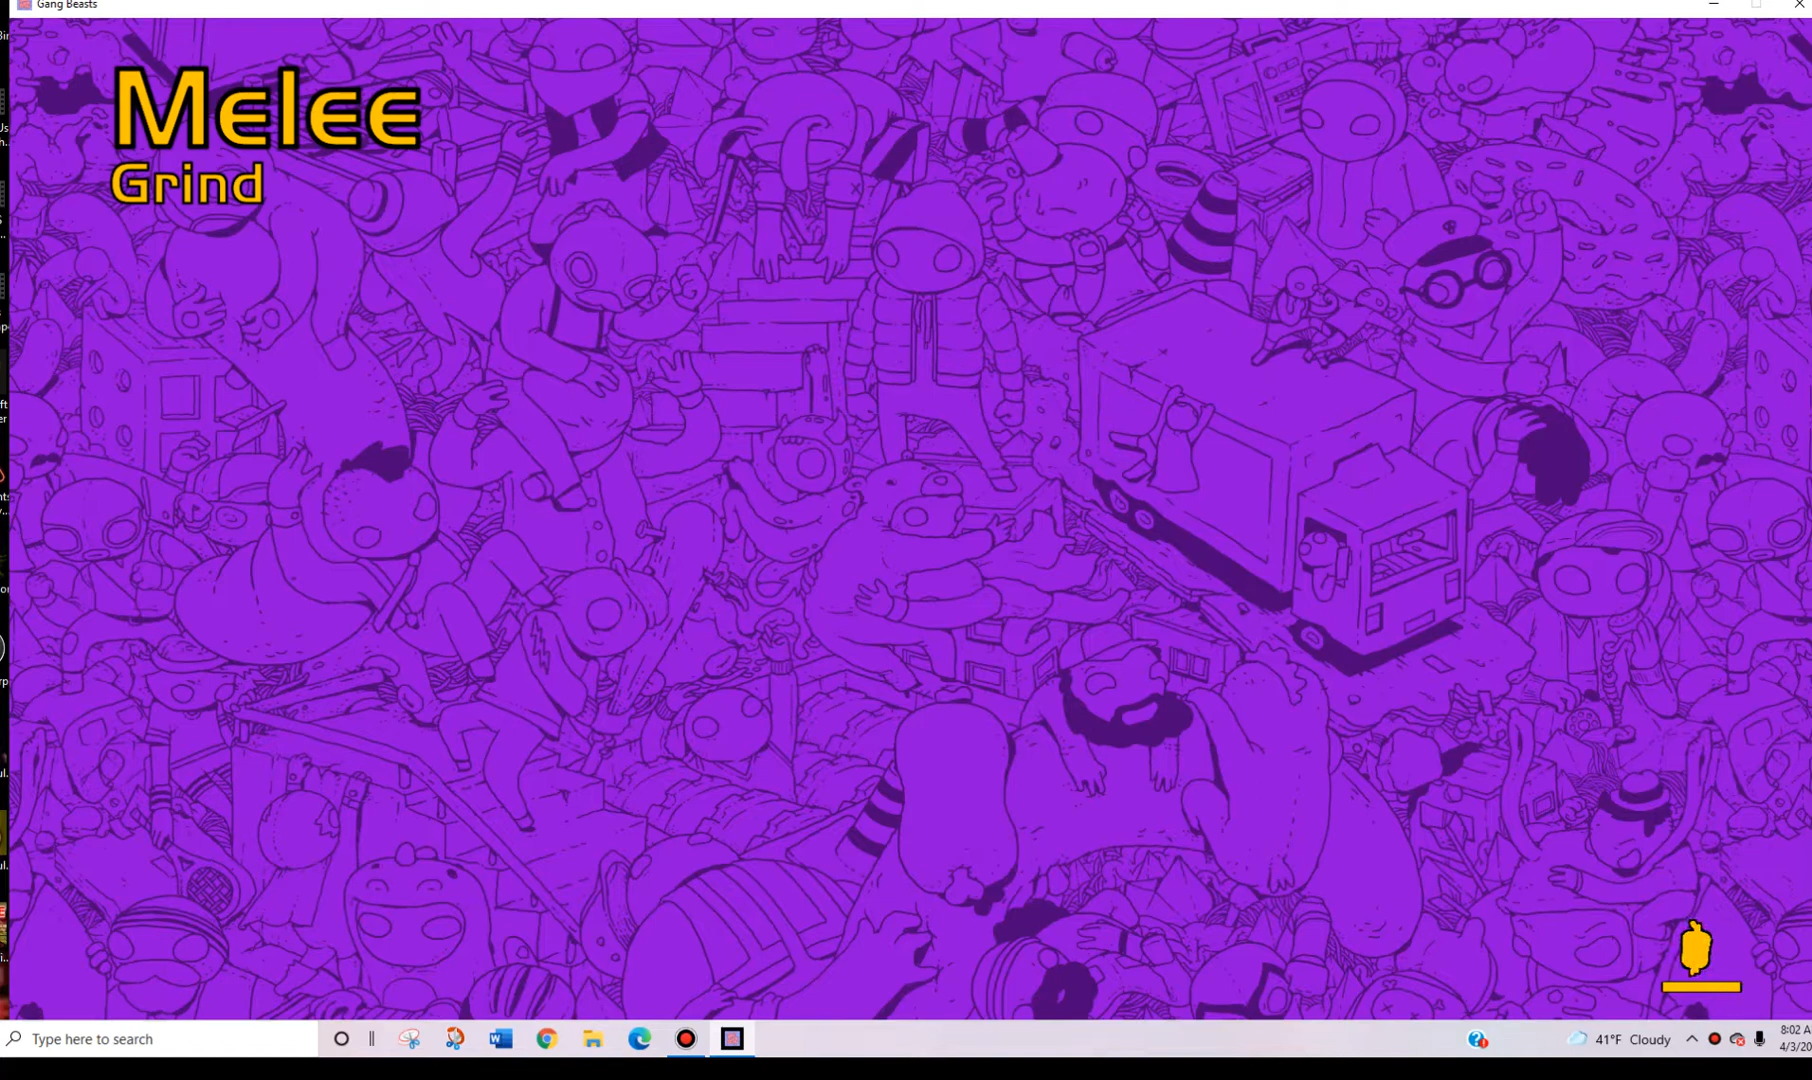 Gang Beasts
Melee
Grind
Type here to search
41°F Cloudy
8:02 A
4/3/20